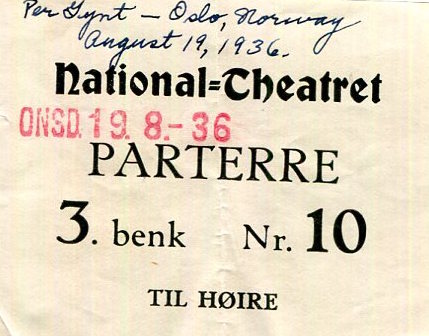 Per Gynt – Oslo, Norway
August 19, 1936.
National=Theatret
ONSD. 19. 8.- 36
PARTERRE
3. benk Nr. 10
TIL HØIRE